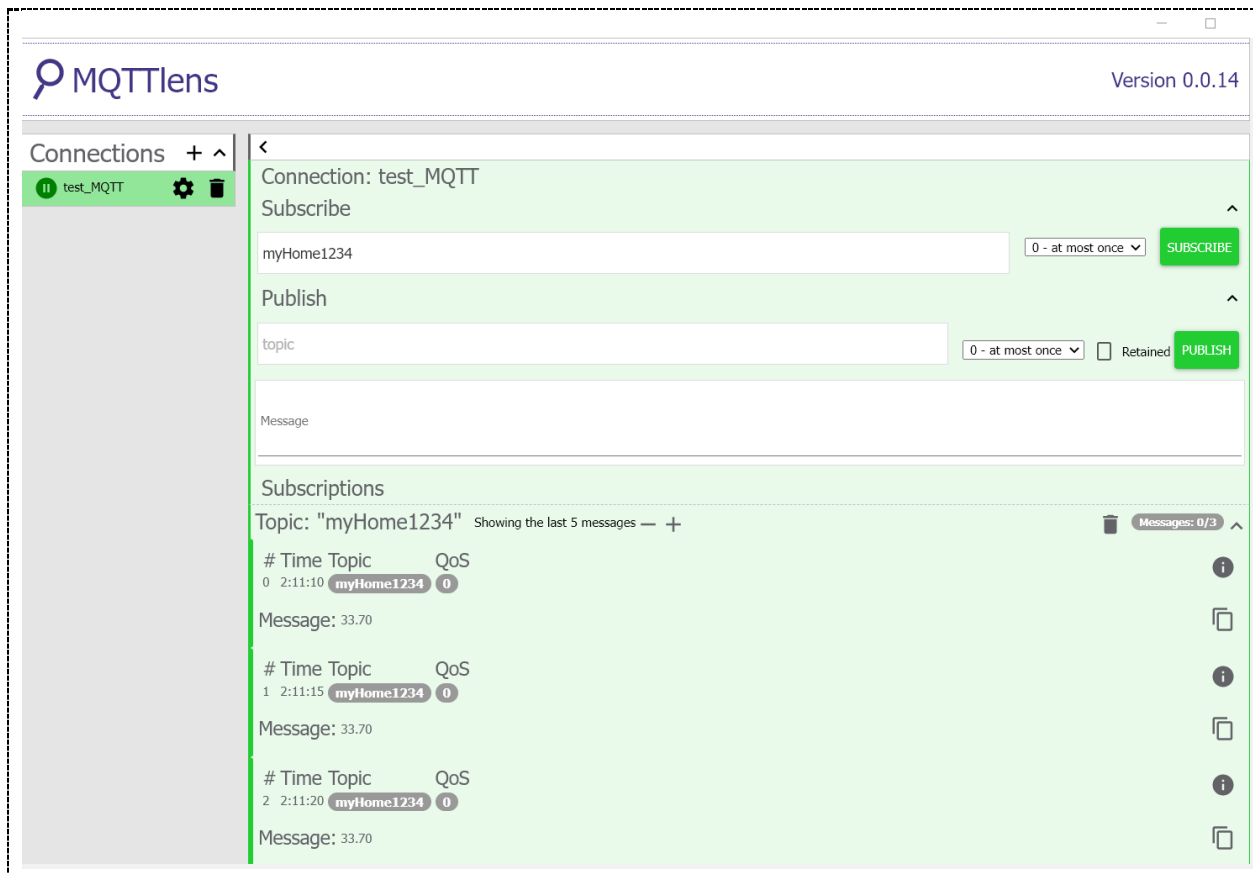 MQTTlens
Version 0.0.14
Connections
test_MQTT
Connection: test_MQTT
Subscribe
myHome1234
0 - at most once
SUBSCRIBE
Publish
topic
0 - at most once
Retained
PUBLISH
Message
Subscriptions
Topic: "myHome1234" Showing the last 5 messages — +
Messages: 0/3
# Time Topic QoS
0 2:11:10 myHome1234 0
Message: 33.70
# Time Topic QoS
1 2:11:15 myHome1234 0
Message: 33.70
# Time Topic QoS
2 2:11:20 myHome1234 0
Message: 33.70